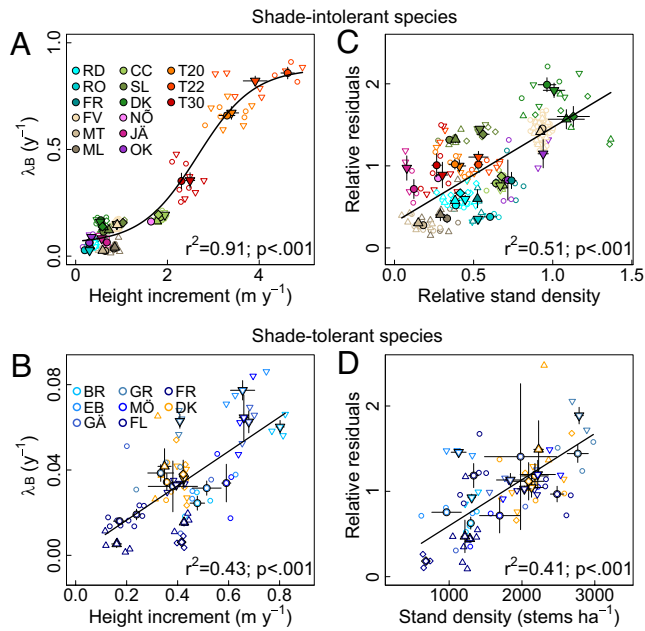 Shade-intolerant species
A
C
RD CC T20
RO SL T22
FR DK T30
FV NÕ
MT JÄ
ML OK
λB (y⁻¹)
0.0 0.5 1.0
0 2 4
Height increment (m y⁻¹)
r²=0.91; p<.001
Relative residuals
0 1 2
0.0 0.5 1.0 1.5
Relative stand density
r²=0.51; p<.001
Shade-tolerant species
B
D
BR GR FR
EB MÖ DK
GÄ FL
λB (y⁻¹)
0.00 0.04 0.08
0.0 0.2 0.4 0.6 0.8
Height increment (m y⁻¹)
r²=0.43; p<.001
Relative residuals
0 1 2
1000 2000 3000
Stand density (stems ha⁻¹)
r²=0.41; p<.001